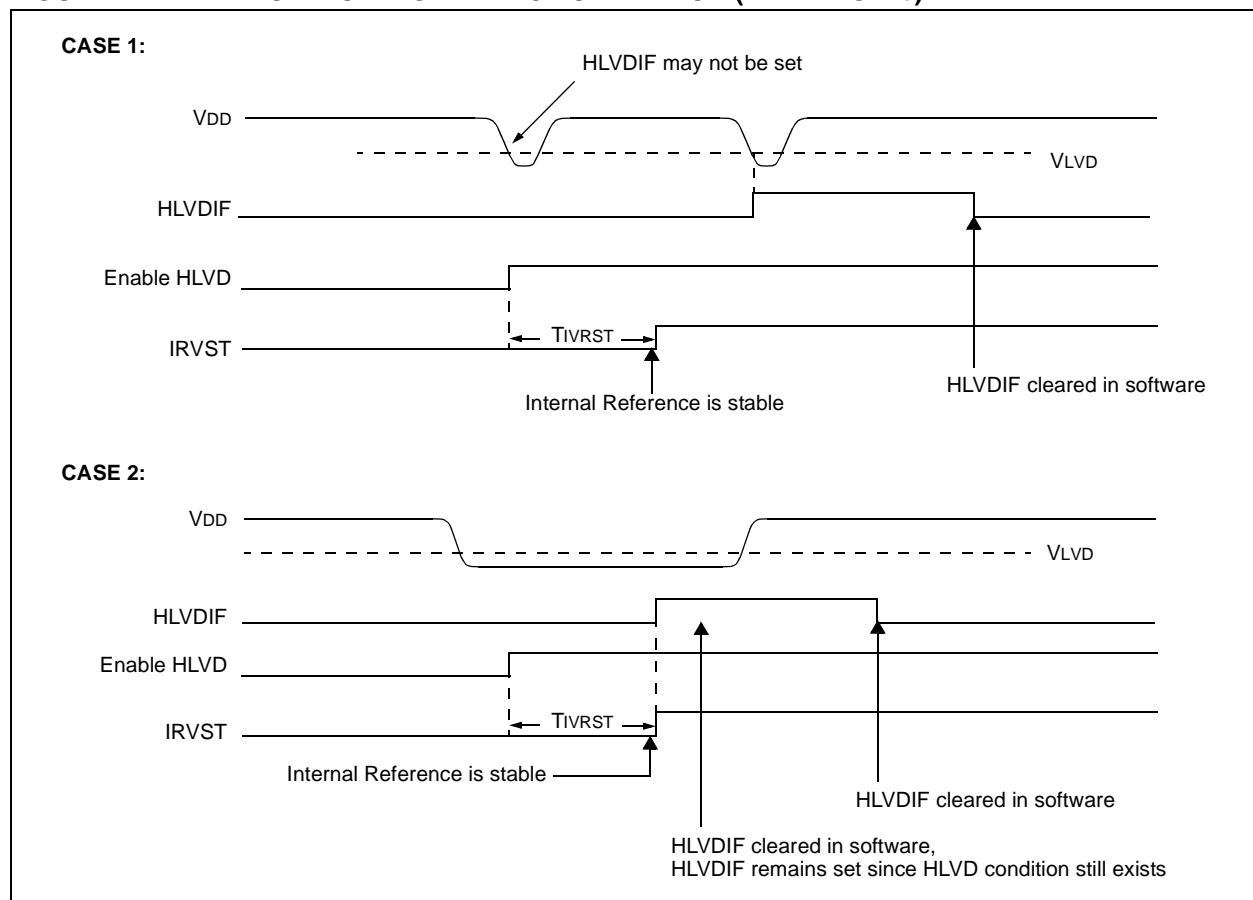 CASE 1:
HLVDIF may not be set
VDD
VLVD
HLVDIF
Enable HLVD
TIVRST
IRVST
HLVDIF cleared in software
Internal Reference is stable
CASE 2:
VDD
VLVD
HLVDIF
Enable HLVD
TIVRST
IRVST
Internal Reference is stable
HLVDIF cleared in software
HLVDIF cleared in software,
HLVDIF remains set since HLVD condition still exists